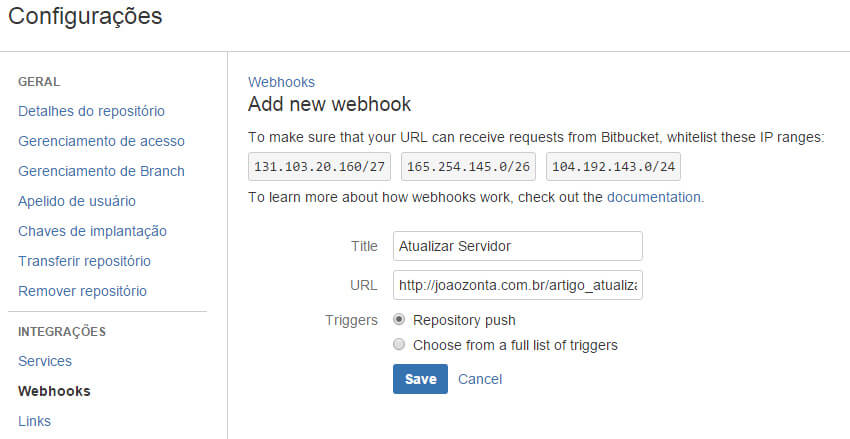 Configurações
GERAL
Detalhes do repositório
Gerenciamento de acesso
Gerenciamento de Branch
Apelido de usuário
Chaves de implantação
Transferir repositório
Remover repositório
INTEGRAÇÕES
Services
Webhooks
Links
Webhooks
Add new webhook
To make sure that your URL can receive requests from Bitbucket, whitelist these IP ranges:
131.103.20.160/27 165.254.145.0/26 104.192.143.0/24
To learn more about how webhooks work, check out the documentation.
Title Atualizar Servidor
URL http://joaozonta.com.br/artigo_atualiza
Triggers Repository push
Choose from a full list of triggers
Save Cancel